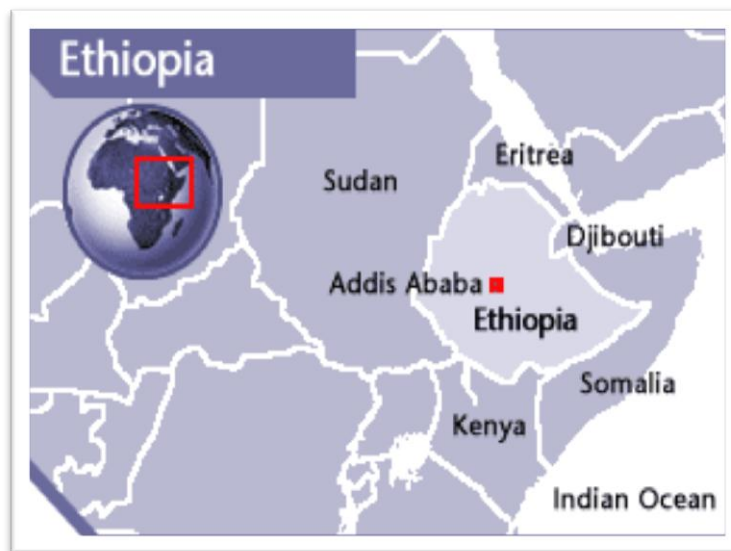 Ethiopia
Eritrea
Sudan
Djibouti
Addis Ababa
Ethiopia
Somalia
Kenya
Indian Ocean